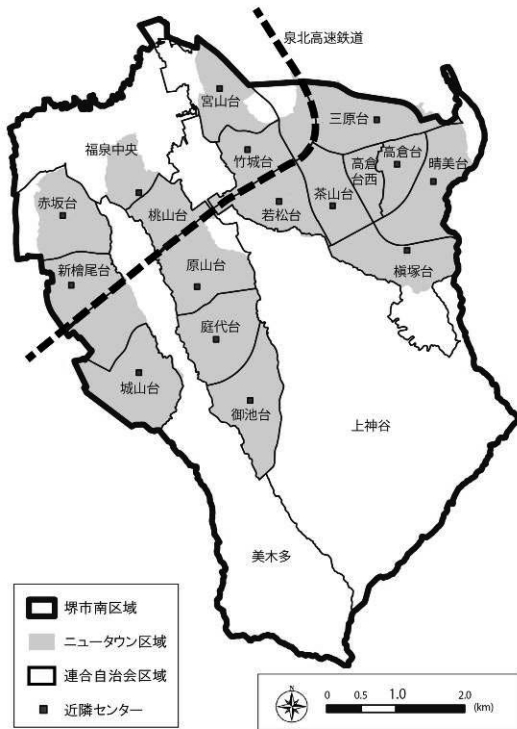 泉北高速鉄道
宮山台
三原台
福泉中央
竹城台
高倉台
高倉
台西
晴美台
赤坂台
桃山台
茶山台
若松台
新檜尾台
原山台
槇塚台
庭代台
城山台
御池台
上神谷
美木多
堺市南区域
ニュータウン区域
連合自治会区域
近隣センター
N
0 0.5 1.0 2.0
(km)